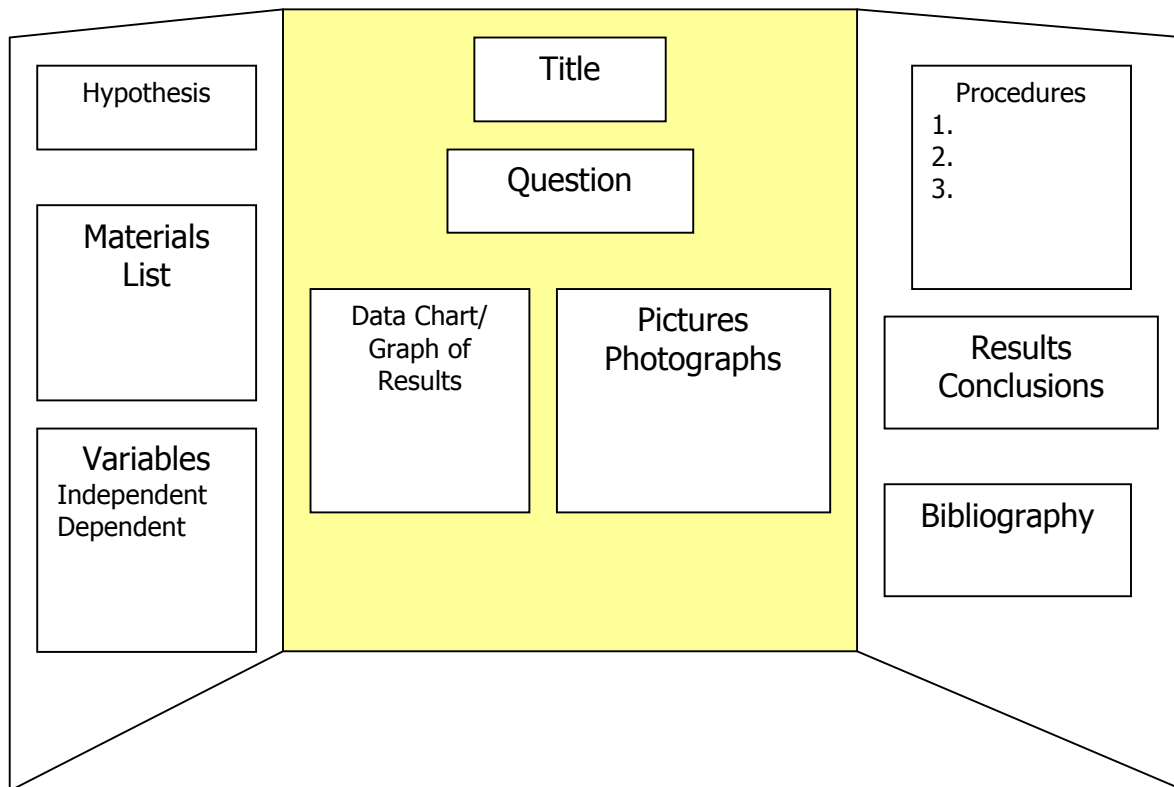 Hypothesis
Materials
List
Variables
Independent
Dependent
Title
Question
Data Chart/
Graph of
Results
Pictures
Photographs
Procedures
1.
2.
3.
Results
Conclusions
Bibliography